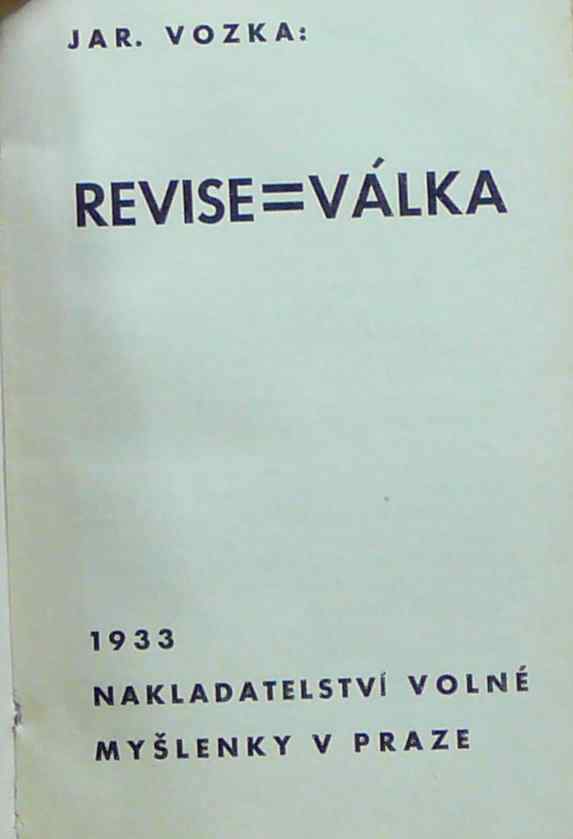 JAR. VOZKA:
REVISE=VÁLKA
1933
NAKLADATELSTVÍ VOLNÉ
MYŠLENKY V PRAZE